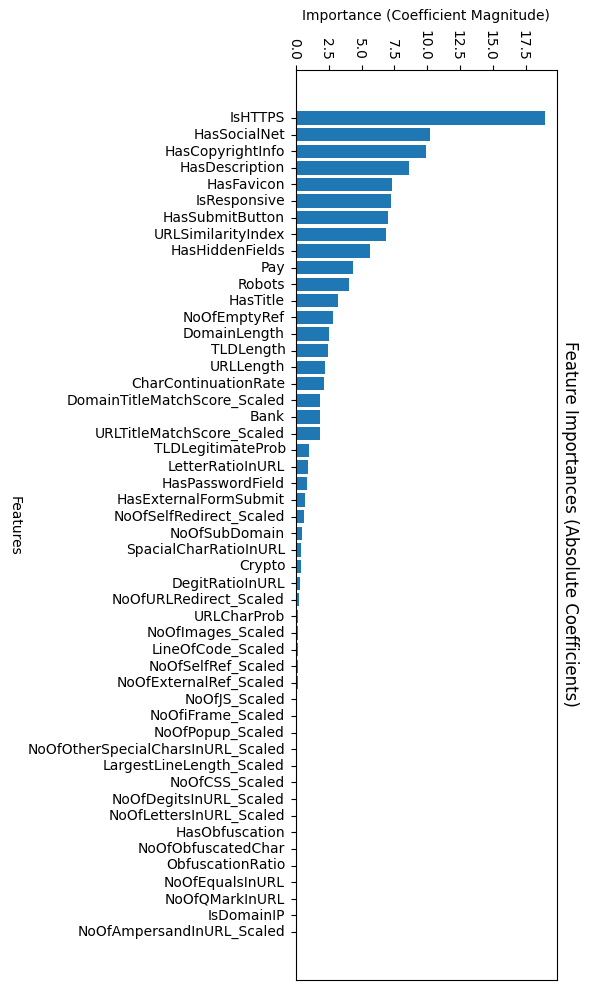 Importance (Coefficient Magnitude)
0.0
2.5
5.0
7.5
10.0
12.5
15.0
17.5
IsHTTPS
HasSocialNet
HasCopyrightInfo
HasDescription
HasFavicon
IsResponsive
HasSubmitButton
URLSimilarityIndex
HasHiddenFields
Pay
Robots
HasTitle
NoOfEmptyRef
DomainLength
TLDLength
URLLength
CharContinuationRate
DomainTitleMatchScore_Scaled
Bank
URLTitleMatchScore_Scaled
TLDLegitimateProb
LetterRatioInURL
HasPasswordField
HasExternalFormSubmit
NoOfSelfRedirect_Scaled
NoOfSubDomain
SpacialCharRatioInURL
Crypto
DegitRatioInURL
NoOfURLRedirect_Scaled
URLCharProb
NoOfImages_Scaled
LineOfCode_Scaled
NoOfSelfRef_Scaled
NoOfExternalRef_Scaled
NoOfJS_Scaled
NoOfiFrame_Scaled
NoOfPopup_Scaled
NoOfOtherSpecialCharsInURL_Scaled
LargestLineLength_Scaled
NoOfCSS_Scaled
NoOfDegitsInURL_Scaled
NoOfLettersInURL_Scaled
HasObfuscation
NoOfObfuscatedChar
ObfuscationRatio
NoOfEqualsInURL
NoOfQMarkInURL
IsDomainIP
NoOfAmpersandInURL_Scaled
Features
Feature Importances (Absolute Coefficients)